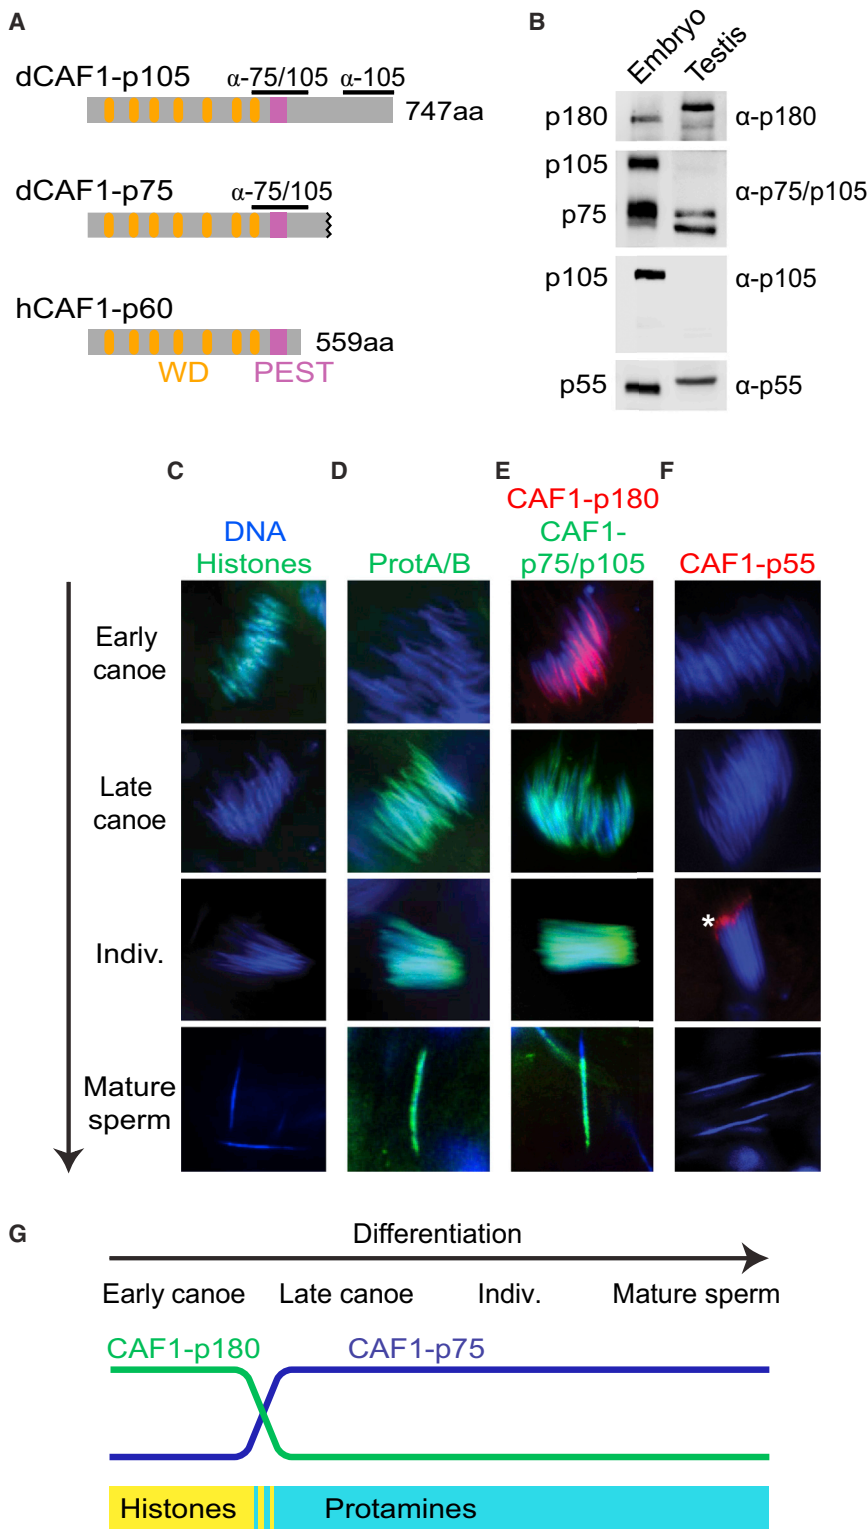 A
dCAF1-p105
α-75/105
α-105
747aa
dCAF1-p75
α-75/105
hCAF1-p60
559aa
WD
PEST
B
Embryo
Testis
p180
α-p180
p105
p75
α-p75/p105
p105
α-p105
p55
α-p55
C
D
E
F
DNA
Histones
ProtA/B
CAF1-p180
CAF1-
p75/p105
CAF1-p55
Early
canoe
Late
canoe
Indiv.
*
Mature
sperm
G
Differentiation
Early canoe
Late canoe
Indiv.
Mature sperm
CAF1-p180
CAF1-p75
Histones
Protamines